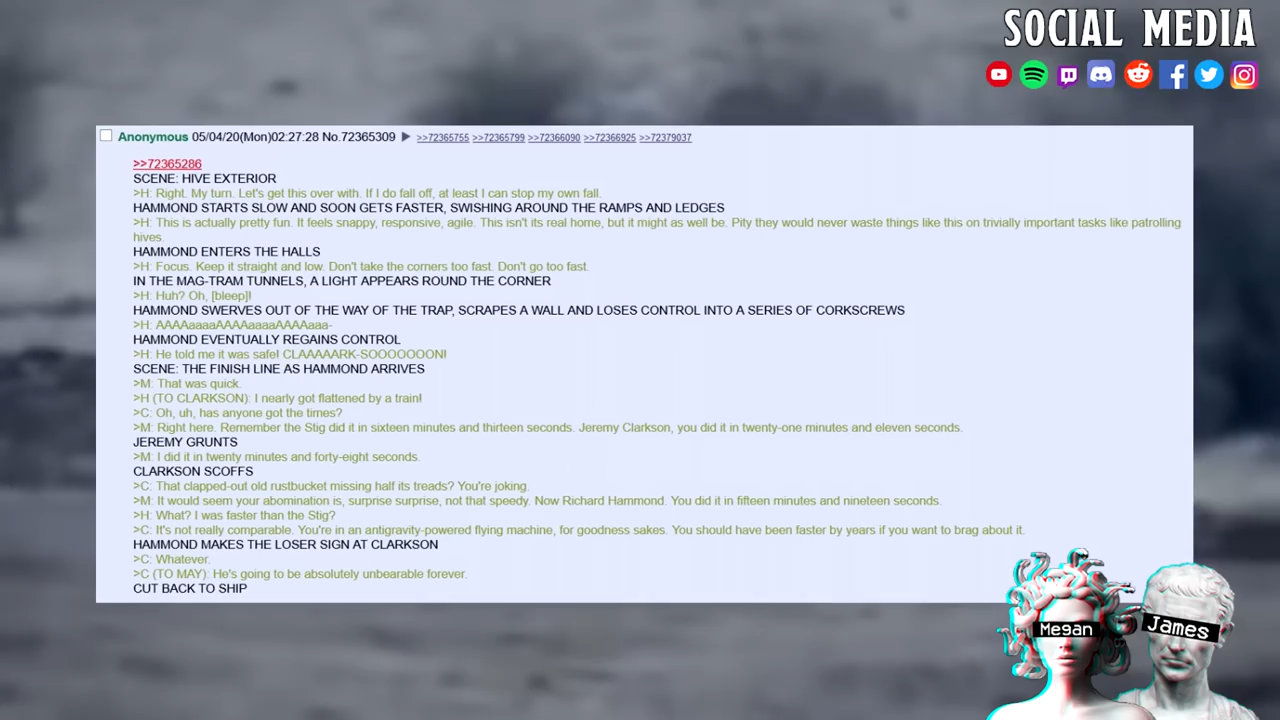 SOCIAL MEDIA
Anonymous 05/04/20(Mon)02:27:28 No.72365309 ▶ >>72365755 >>72365799 >>72366090 >>72366925 >>72379037
>>72365286
SCENE: HIVE EXTERIOR
>H: Right. My turn. Let's get this over with. If I do fall off, at least I can stop my own fall.
HAMMOND STARTS SLOW AND SOON GETS FASTER, SWISHING AROUND THE RAMPS AND LEDGES
>H: This is actually pretty fun. It feels snappy, responsive, agile. This isn't its real home, but it might as well be. Pity they would never waste things like this on trivially important tasks like patrolling
hives.
HAMMOND ENTERS THE HALLS
>H: Focus. Keep it straight and low. Don't take the corners too fast. Don't go too fast.
IN THE MAG-TRAM TUNNELS, A LIGHT APPEARS ROUND THE CORNER
>H: Huh? Oh, [bleep]!
HAMMOND SWERVES OUT OF THE WAY OF THE TRAP, SCRAPES A WALL AND LOSES CONTROL INTO A SERIES OF CORKSCREWS
>H: AAAAaaaaAAAAaaaaAAAAaaa-
HAMMOND EVENTUALLY REGAINS CONTROL
>H: He told me it was safe! CLAAAAARK-SOOOOOOON!
SCENE: THE FINISH LINE AS HAMMOND ARRIVES
>M: That was quick.
>H (TO CLARKSON): I nearly got flattened by a train!
>C: Oh, uh, has anyone got the times?
>M: Right here. Remember the Stig did it in sixteen minutes and thirteen seconds. Jeremy Clarkson, you did it in twenty-one minutes and eleven seconds.
JEREMY GRUNTS
>M: I did it in twenty minutes and forty-eight seconds.
CLARKSON SCOFFS
>C: That clapped-out old rustbucket missing half its treads? You're joking.
>M: It would seem your abomination is, surprise surprise, not that speedy. Now Richard Hammond. You did it in fifteen minutes and nineteen seconds.
>H: What? I was faster than the Stig?
>C: It's not really comparable. You're in an antigravity-powered flying machine, for goodness sakes. You should have been faster by years if you want to brag about it.
HAMMOND MAKES THE LOSER SIGN AT CLARKSON
>C: Whatever.
>C (TO MAY): He's going to be absolutely unbearable forever.
CUT BACK TO SHIP
Megan
James